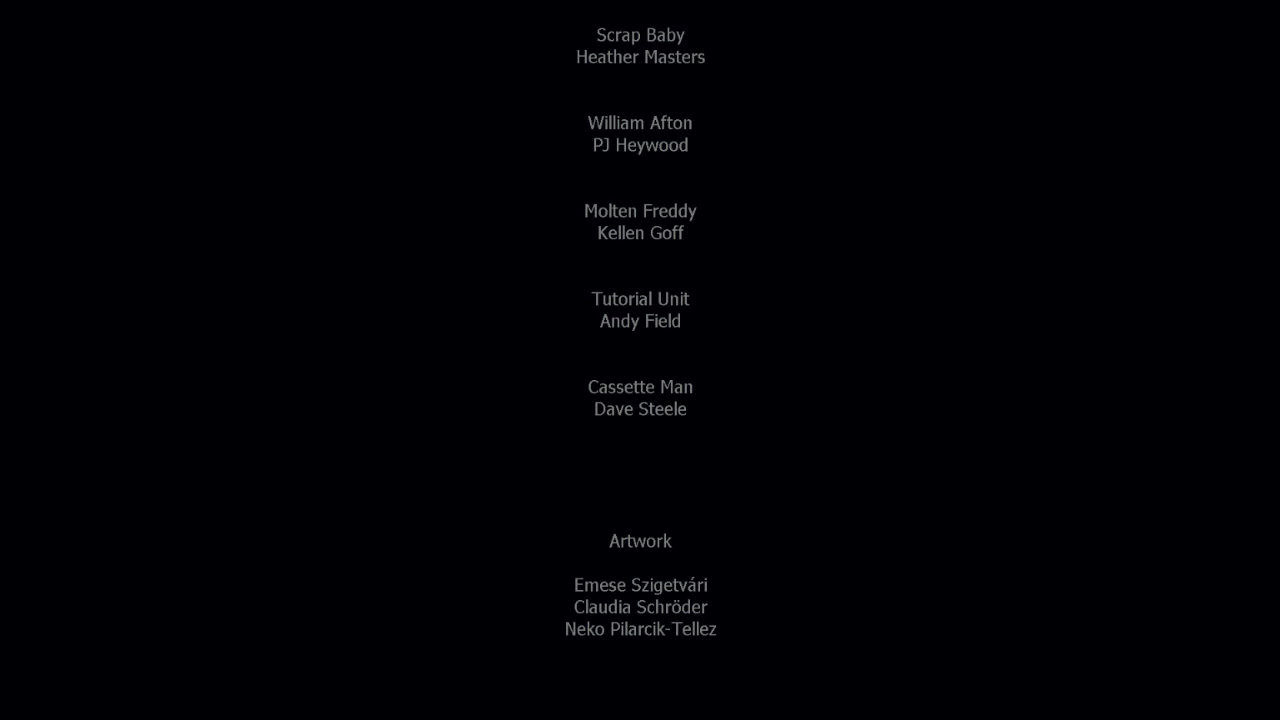 Scrap Baby
Heather Masters
William Afton
PJ Heywood
Molten Freddy
Kellen Goff
Tutorial Unit
Andy Field
Cassette Man
Dave Steele
Artwork
Emese Szigetvári
Claudia Schröder
Neko Pilarcik-Tellez